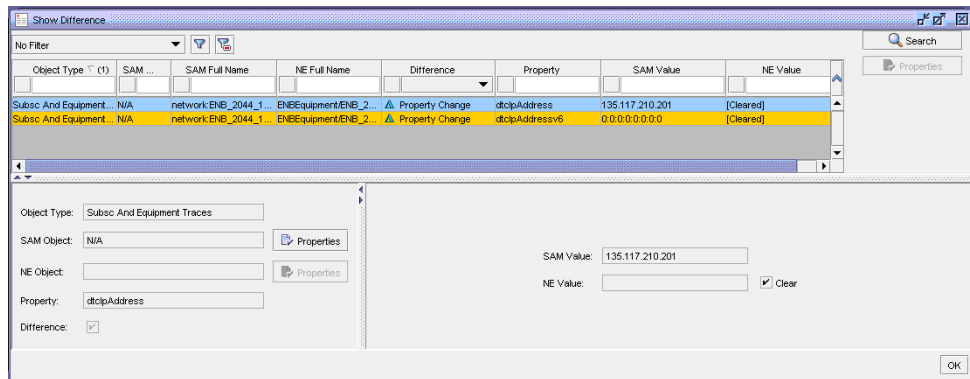 Show Difference
No Filter
Search
Properties
Object Type (1) SAM ... SAM Full Name NE Full Name Difference Property SAM Value NE Value
Subsc And Equipment... N/A network:ENB_2044_1... ENBEquipment/ENB_2... Property Change dtcIpAddress 135.117.210.201 [Cleared]
Subsc And Equipment... N/A network:ENB_2044_1... ENBEquipment/ENB_2... Property Change dtcIpAddressv6 0:0:0:0:0:0:0:0 [Cleared]
Object Type: Subsc And Equipment Traces
SAM Object: N/A Properties
NE Object: Properties
Property: dtcIpAddress
Difference:
SAM Value: 135.117.210.201
NE Value: Clear
OK